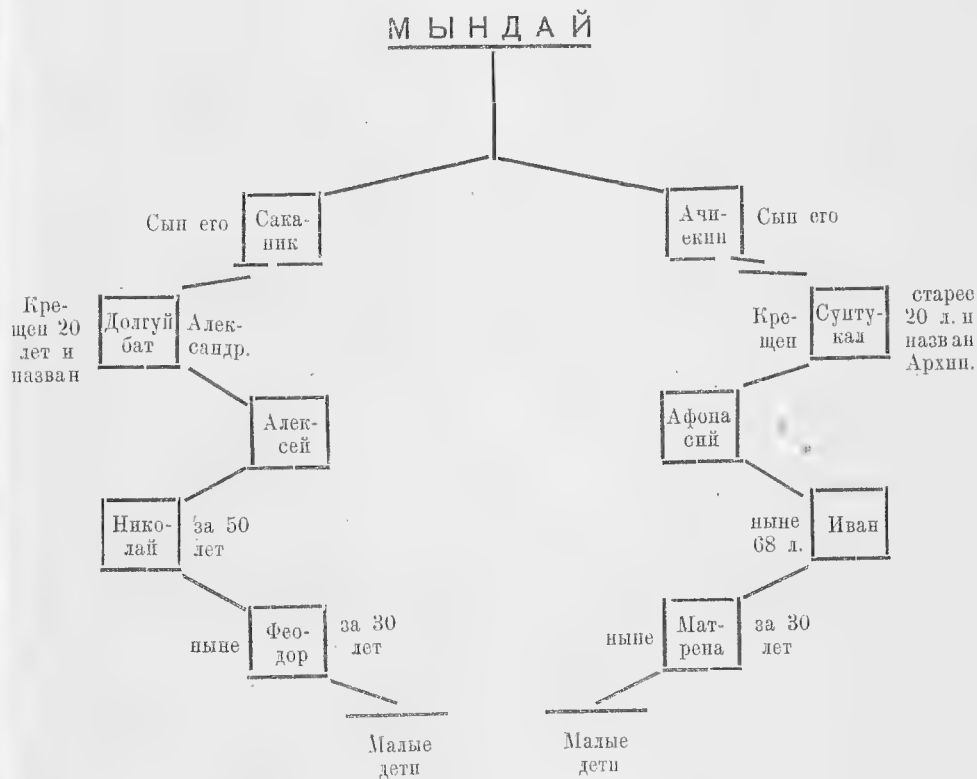 МЫНДАЙ
Сын его
Сака-
ник
Ачи-
екин
Сын его
Кре-
щен 20
лет и
назван
Долгуй
бат
Алек-
сандр.
Кре-
щен
Сунту-
кал
старее
20 л. и
назван
Архип.
Алек-
сей
Афона
сий
Нико-
лай
за 50
лет
ныне
68 л.
Иван
ныне
Фео-
дор
за 30
лет
ныне
Мат-
рена
за 30
лет
Малые
дети
Малые
дети